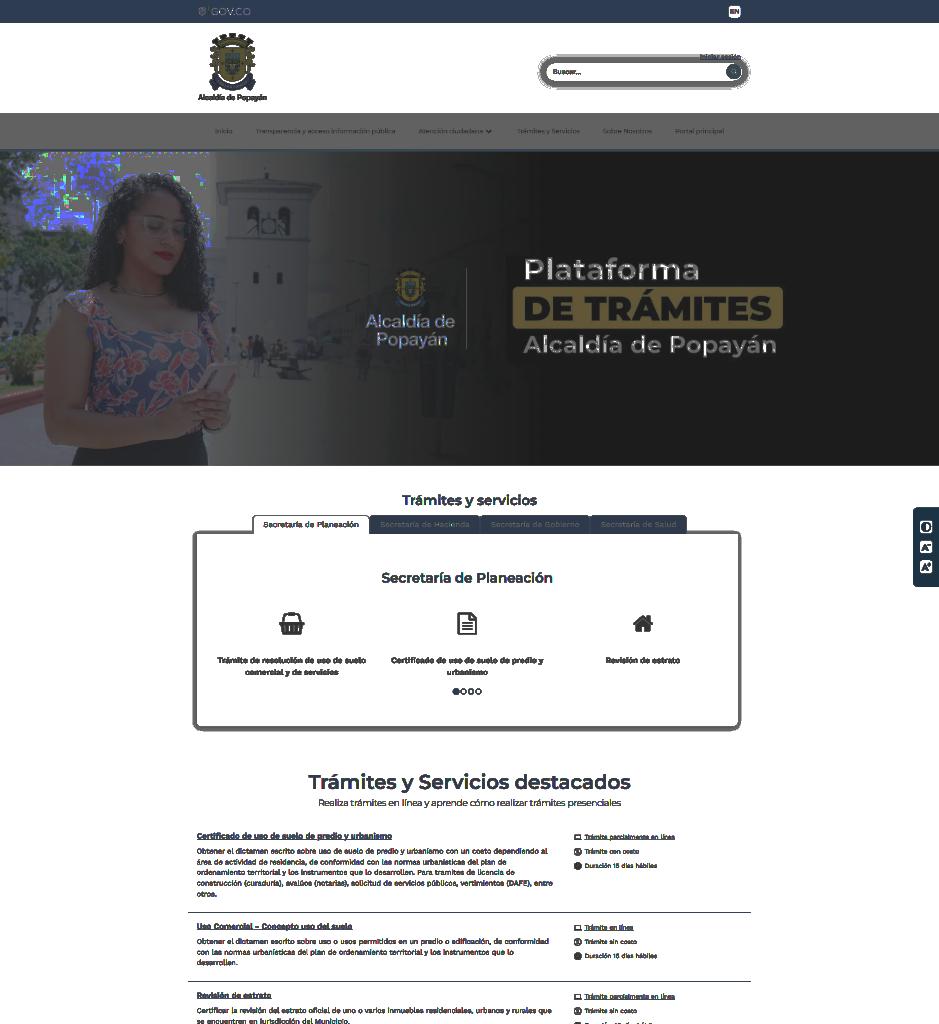 GOV.CO
EN
Alcaldía de Popayán
Iniciar sesión
Buscar...
Inicio
Transparencia y acceso información pública
Atención ciudadana
Trámites y Servicios
Sobre Nosotros
Portal principal
Alcaldía de
Popayán
Plataforma
DE TRÁMITES
Alcaldía de Popayán
Trámites y servicios
Secretaría de Planeación
Secretaría de Hacienda
Secretaría de Gobierno
Secretaría de Salud
Secretaría de Planeación
Trámite de resolución de uso de suelo
comercial y de servicios
Certificado de uso de suelo de predio y
urbanismo
Revisión de estrato
Trámites y Servicios destacados
Realiza trámites en línea y aprende cómo realizar trámites presenciales
Certificado de uso de suelo de predio y urbanismo
Obtener el dictamen escrito sobre uso de suelo de predio y urbanismo con un costo dependiendo al
área de actividad de residencia, de conformidad con las normas urbanísticas del plan de
ordenamiento territorial y los instrumentos que lo desarrollen. Para tramites de licencia de
construcción (curaduría), avalúos (notarias), solicitud de servicios públicos, vertimientos (DAFE), entre
otros.
Trámite parcialmente en línea
Trámite con costo
Duración 15 días hábiles
Uso Comercial – Concepto uso del suelo
Obtener el dictamen escrito sobre uso o usos permitidos en un predio o edificación, de conformidad
con las normas urbanísticas del plan de ordenamiento territorial y los instrumentos que lo
desarrollen.
Trámite en línea
Trámite sin costo
Duración 15 días hábiles
Revisión de estrato
Certificar la revisión del estrato oficial de uno o varios inmuebles residenciales, urbanos y rurales que
se encuentren en jurisdicción del Municipio.
Trámite parcialmente en línea
Trámite sin costo